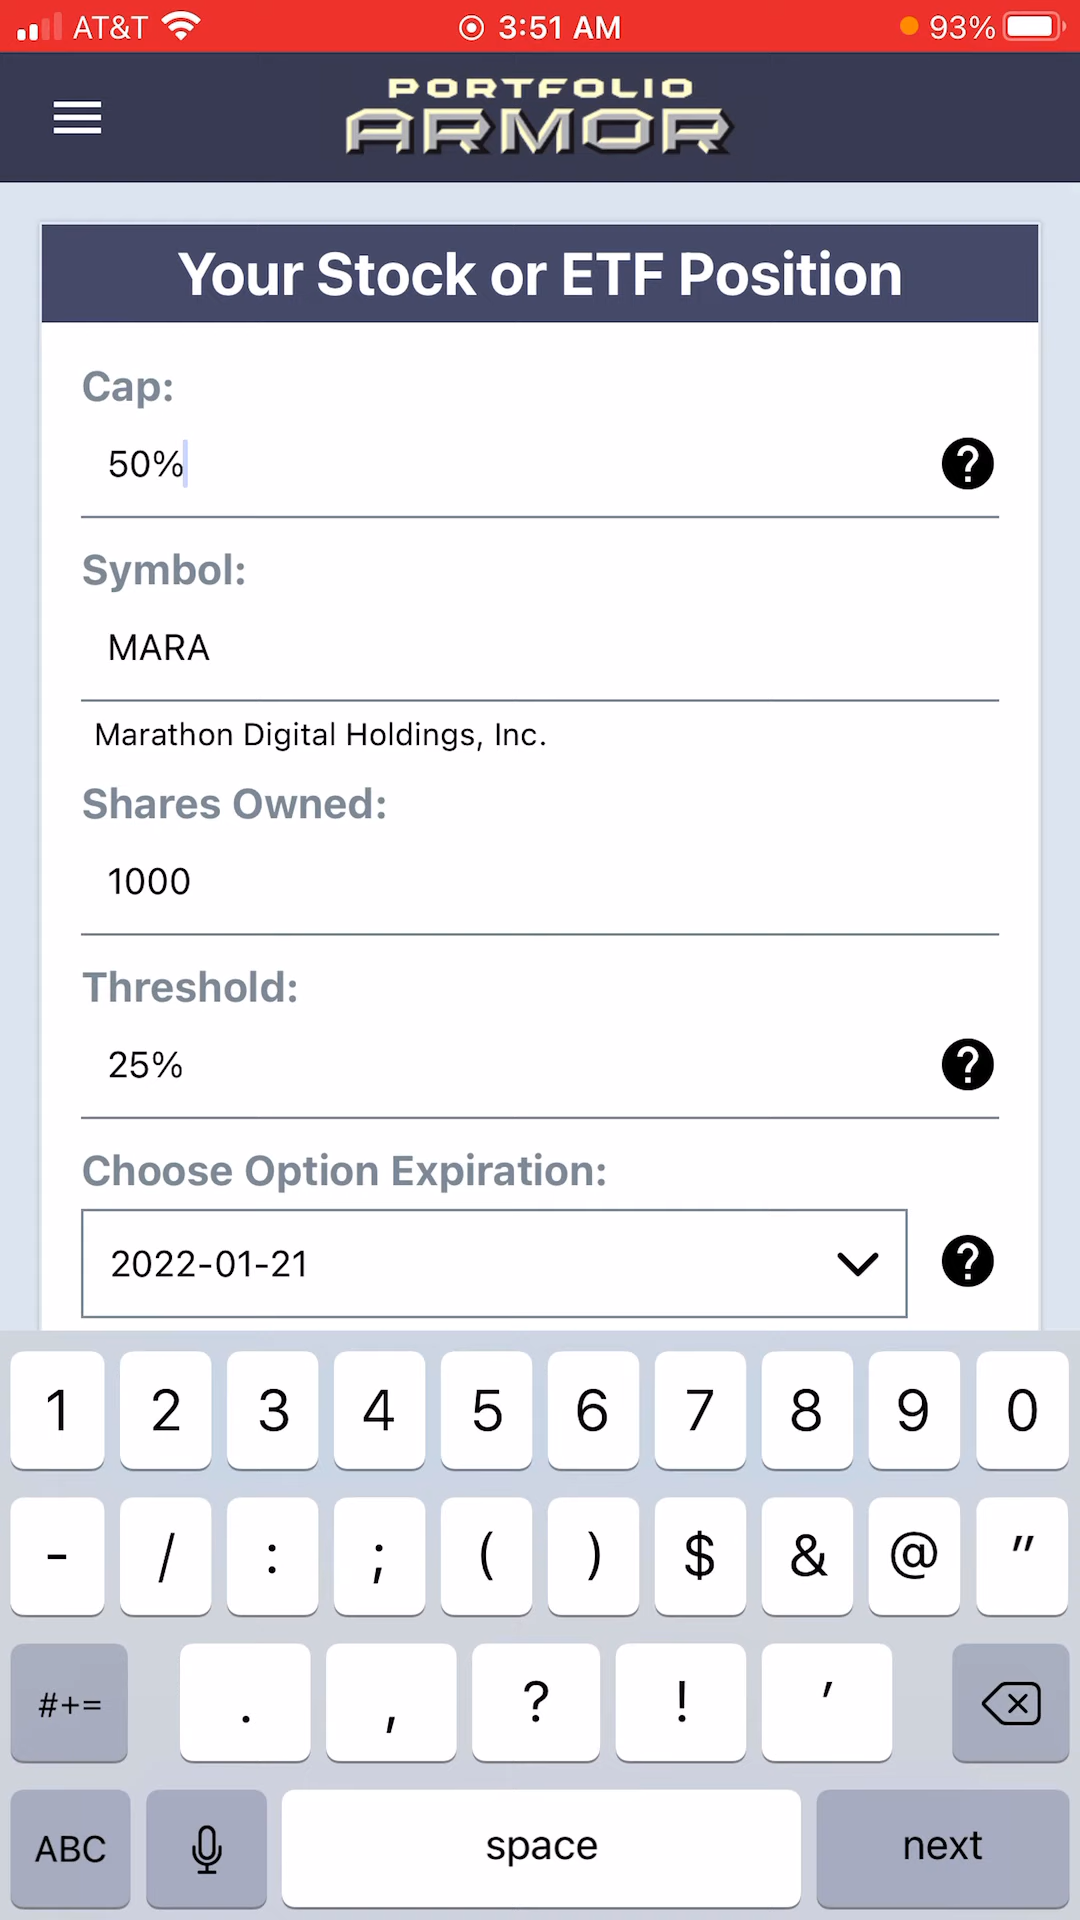 AT&T 3:51 AM 93%
PORTFOLIO
ARMOR
Your Stock or ETF Position
Cap:
50%
?
Symbol:
MARA
Marathon Digital Holdings, Inc.
Shares Owned:
1000
Threshold:
25%
?
Choose Option Expiration:
2022-01-21
?
1 2 3 4 5 6 7 8 9 0
- / : ; ( ) $ & @ "
#+= . , ? ! '
ABC space next